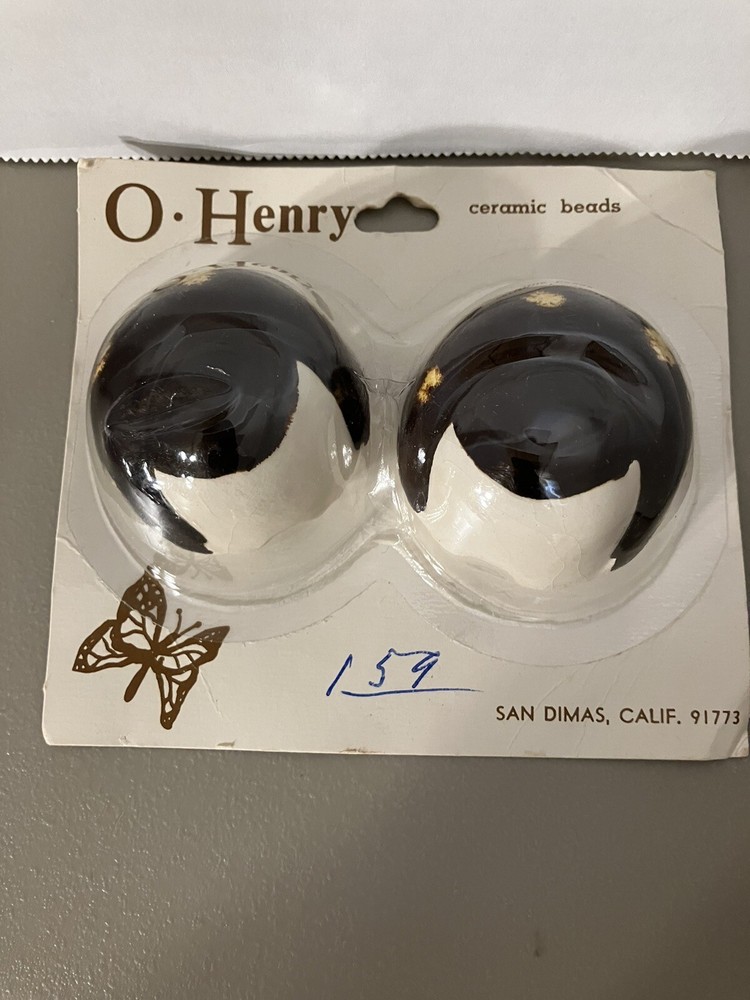 O·Henry
ceramic beads
159
SAN DIMAS, CALIF. 91773